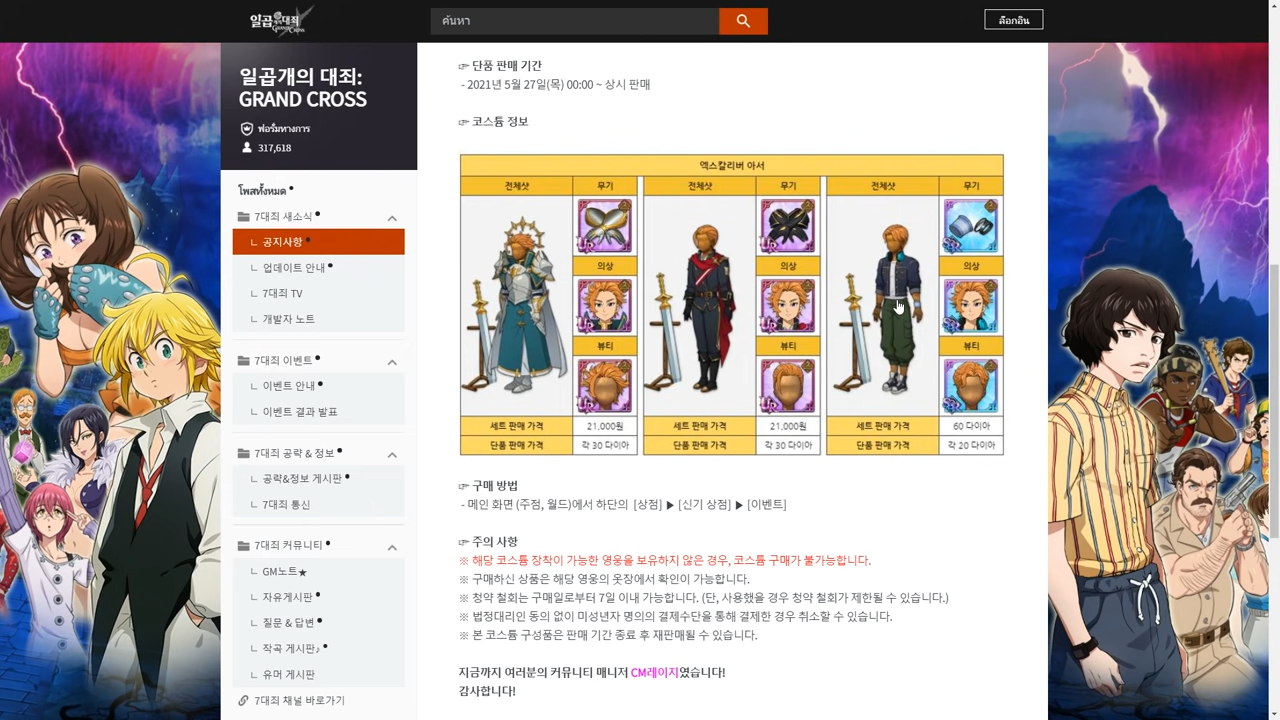 일곱개의대죄
GRAND CROSS
ค้นหา
ล็อกอิน
일곱개의 대죄:
GRAND CROSS
ฟอรั่มทางการ
317,618
โพสทั้งหมด
7대죄 새소식
ㄴ 공지사항
ㄴ 업데이트 안내
ㄴ 7대죄 TV
ㄴ 개발자 노트
7대죄 이벤트
ㄴ 이벤트 안내
ㄴ 이벤트 결과 발표
7대죄 공략 & 정보
ㄴ 공략&정보 게시판
ㄴ 7대죄 통신
7대죄 커뮤니티
ㄴ GM노트★
ㄴ 자유게시판
ㄴ 질문 & 답변
ㄴ 작곡 게시판♪
ㄴ 유머 게시판
7대죄 채널 바로가기
☞ 단품 판매 기간
- 2021년 5월 27일(목) 00:00 ~ 상시 판매
☞ 코스튬 정보
엑스칼리버 아서
전체샷 무기 전체샷 무기 전체샷 무기
UR UR SSR
의상 의상 의상
UR UR SSR
뷰티 뷰티 뷰티
UR UR SSR
세트 판매 가격 21,000원 세트 판매 가격 21,000원 세트 판매 가격 60 다이아
단품 판매 가격 각 30 다이아 단품 판매 가격 각 30 다이아 단품 판매 가격 각 20 다이아
☞ 구매 방법
- 메인 화면 (주점, 월드)에서 하단의 [상점] ▶ [신기 상점] ▶ [이벤트]
☞ 주의 사항
※ 해당 코스튬 장착이 가능한 영웅을 보유하지 않은 경우, 코스튬 구매가 불가능합니다.
※ 구매하신 상품은 해당 영웅의 옷장에서 확인이 가능합니다.
※ 청약 철회는 구매일로부터 7일 이내 가능합니다. (단, 사용했을 경우 청약 철회가 제한될 수 있습니다.)
※ 법정대리인 동의 없이 미성년자 명의의 결제수단을 통해 결제한 경우 취소할 수 있습니다.
※ 본 코스튬 구성품은 판매 기간 종료 후 재판매될 수 있습니다.
지금까지 여러분의 커뮤니티 매니저 CM레이지였습니다!
감사합니다!